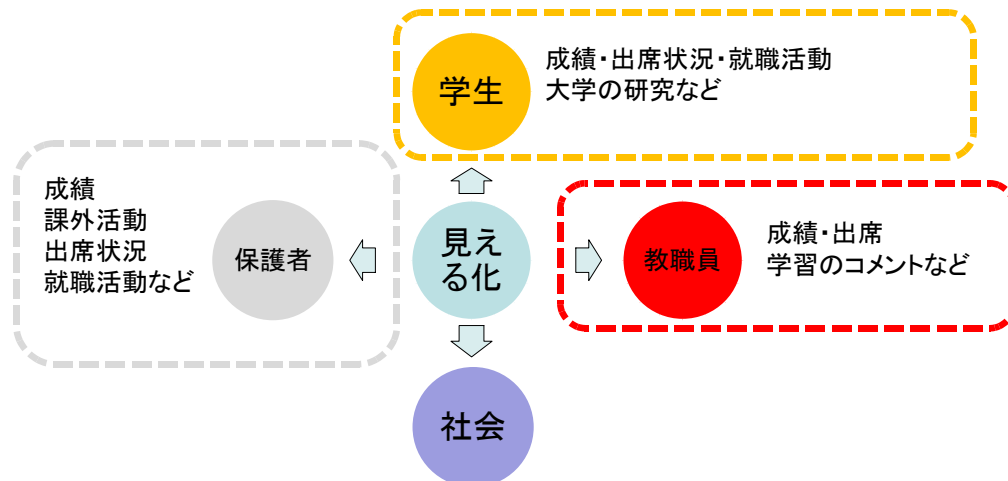 学生
成績・出席状況・就職活動
大学の研究など
成績
課外活動
出席状況
就職活動など
保護者
見え
る化
教職員
成績・出席
学習のコメントなど
社会